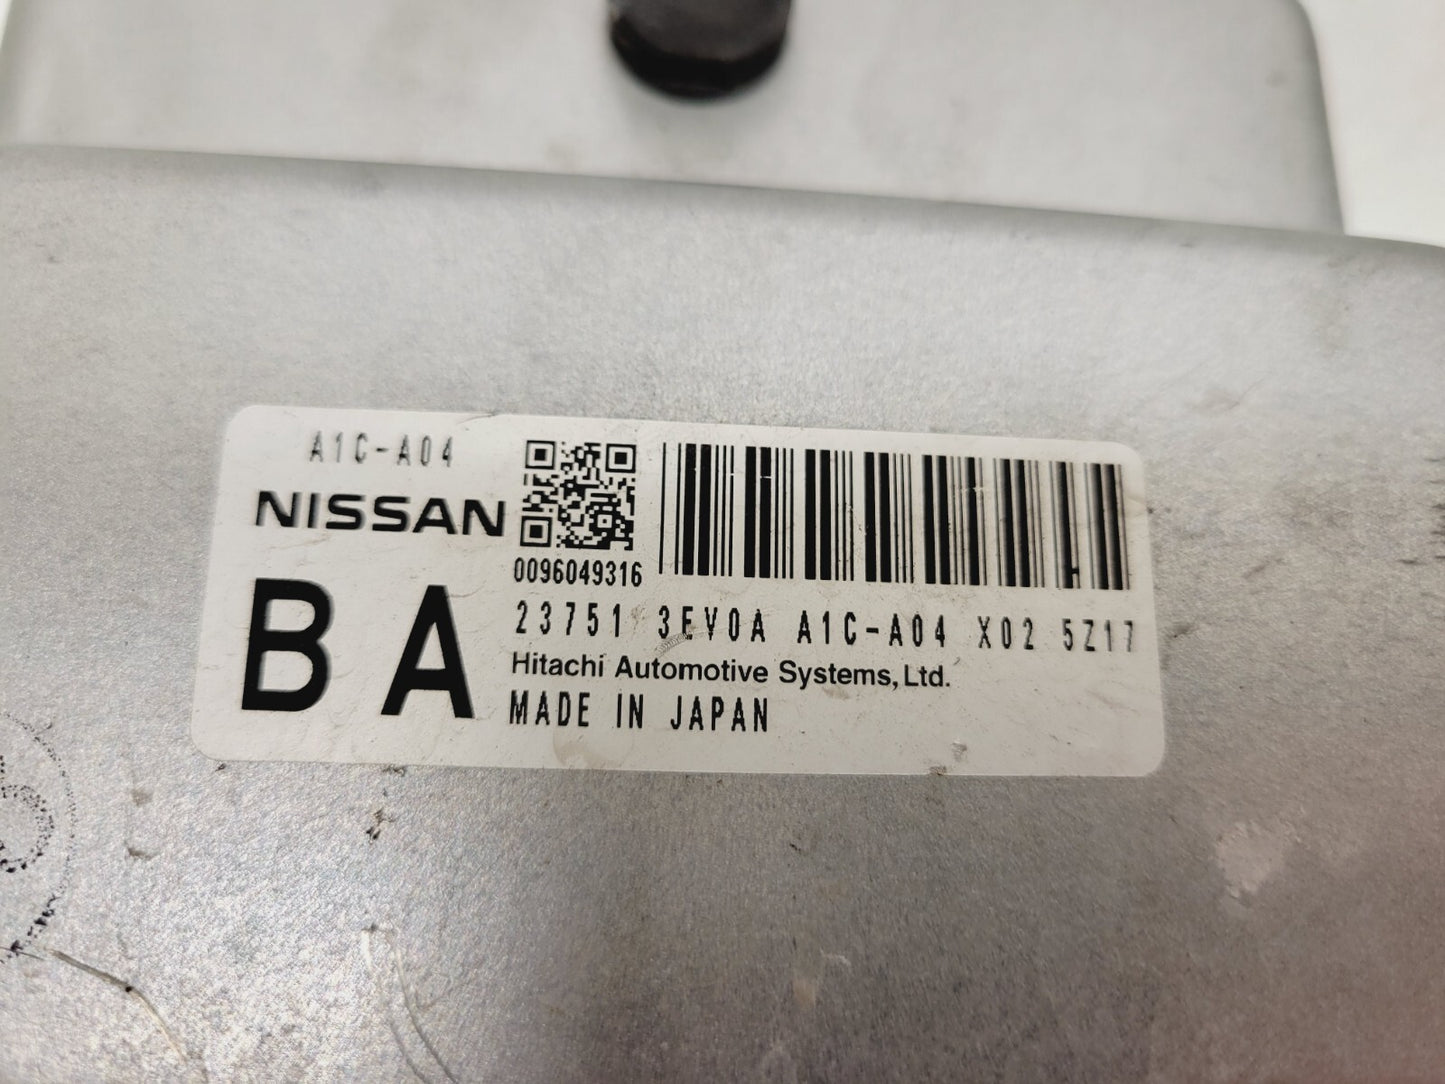 A1C-A04
NISSAN
0096049316
BA
23751 3EV0A A1C-A04 X02 5Z17
Hitachi Automotive Systems, Ltd.
MADE IN JAPAN